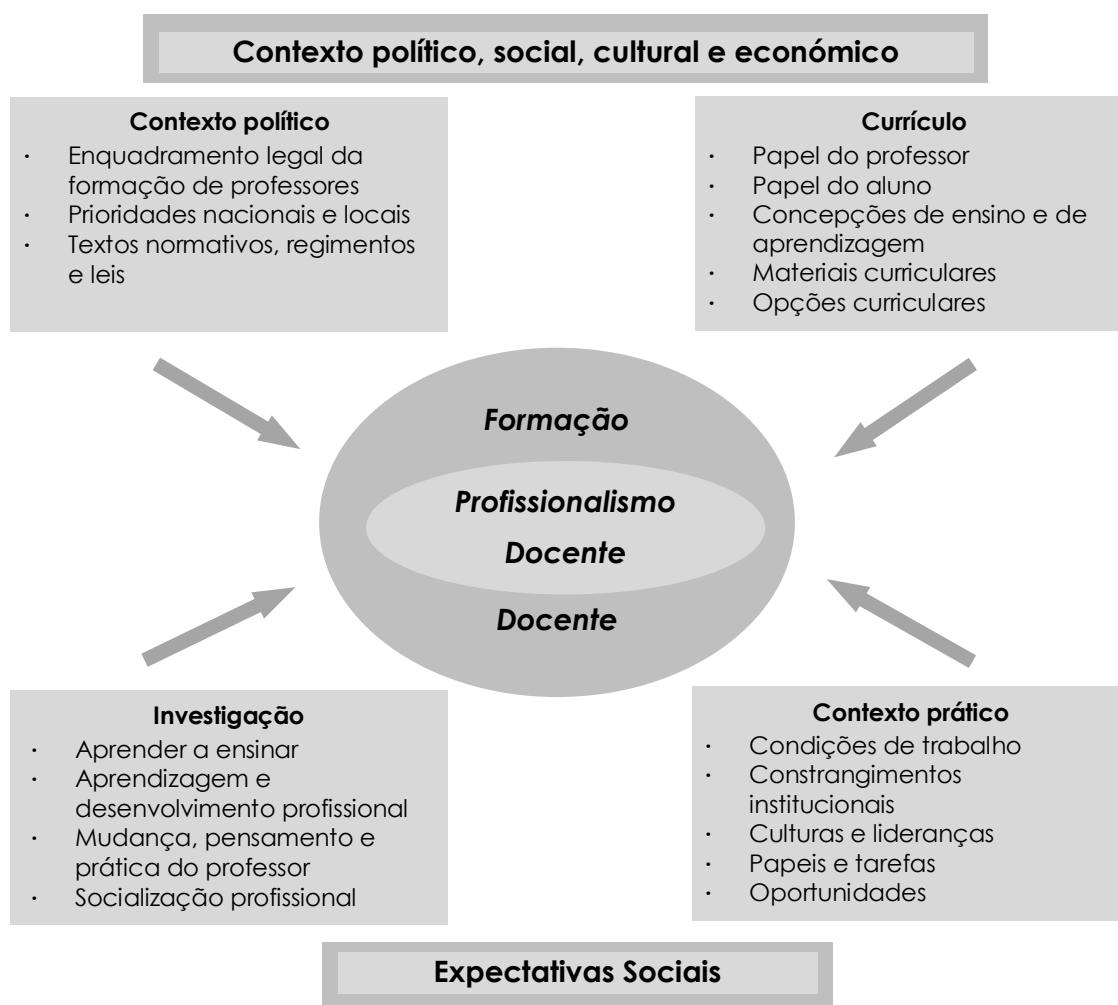 Contexto político, social, cultural e económico
Contexto político
· Enquadramento legal da
formação de professores
· Prioridades nacionais e locais
· Textos normativos, regimentos
e leis
Currículo
· Papel do professor
· Papel do aluno
· Concepções de ensino e de
aprendizagem
· Materiais curriculares
· Opções curriculares
Formação
Profissionalismo
Docente
Docente
Investigação
· Aprender a ensinar
· Aprendizagem e
desenvolvimento profissional
· Mudança, pensamento e
prática do professor
· Socialização profissional
Contexto prático
· Condições de trabalho
· Constrangimentos
institucionais
· Culturas e lideranças
· Papeis e tarefas
· Oportunidades
Expectativas Sociais